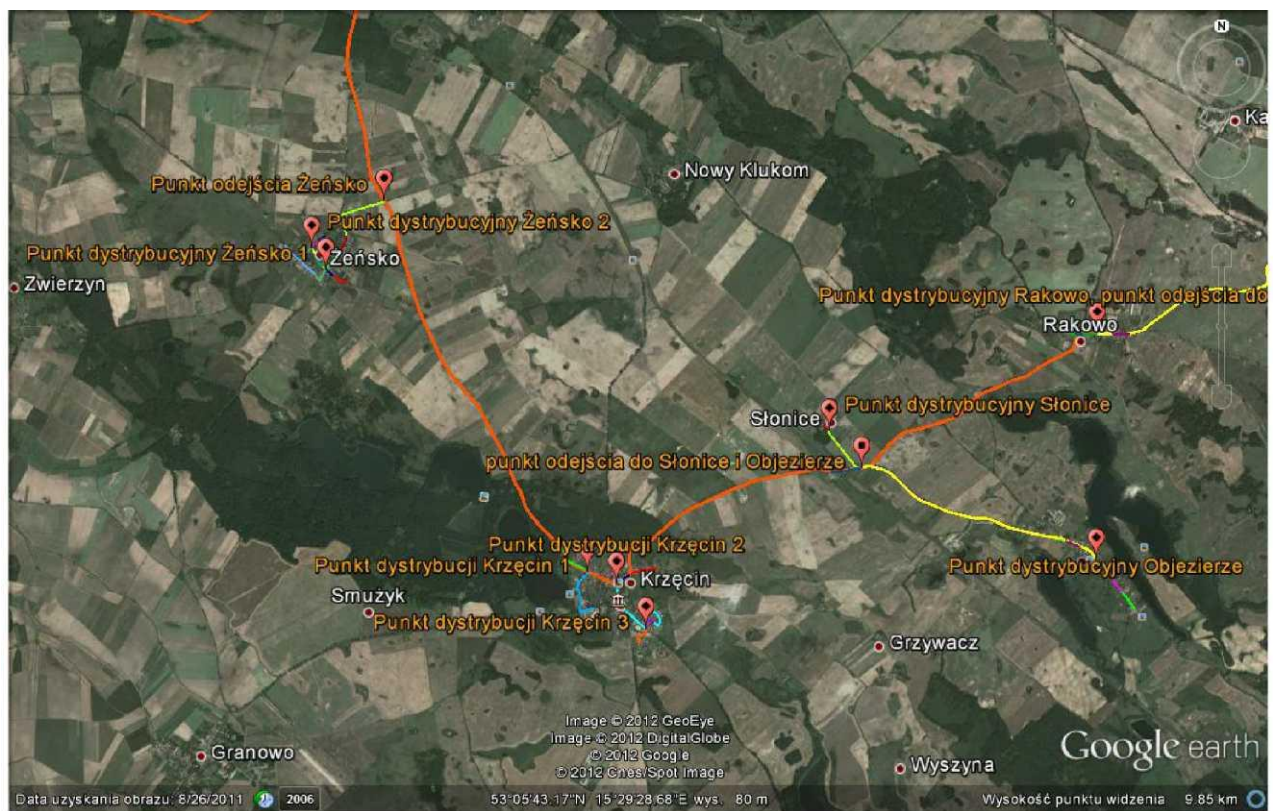 N
Ka
Nowy Klukom
Punkt odejścia Żeńsko
Punkt dystrybucyjny Żeńsko 2
Punkt dystrybucyjny Żeńsko 1
Żeńsko
Zwierzyn
Punkt dystrybucyjny Rakowo, punkt odejścia do
Rakowo
Punkt dystrybucyjny Słonice
Słonice
punkt odejścia do Słonice i Objezierze
Punkt dystrybucji Krzęcin 2
Punkt dystrybucji Krzęcin 1
Punkt dystrybucyjny Objezierze
Krzęcin
Smużyk
Punkt dystrybucji Krzęcin 3
Grzywacz
Image © 2012 GeoEye
Image © 2012 DigitalGlobe
© 2012 Google
© 2012 Cnes/Spot Image
Granowo
Google earth
Wyszyna
Data uzyskania obrazu: 8/26/2011 2006 53°05'43.17"N 15°29'28.68"E wys. 80 m Wysokość punktu widzenia 9.85 km